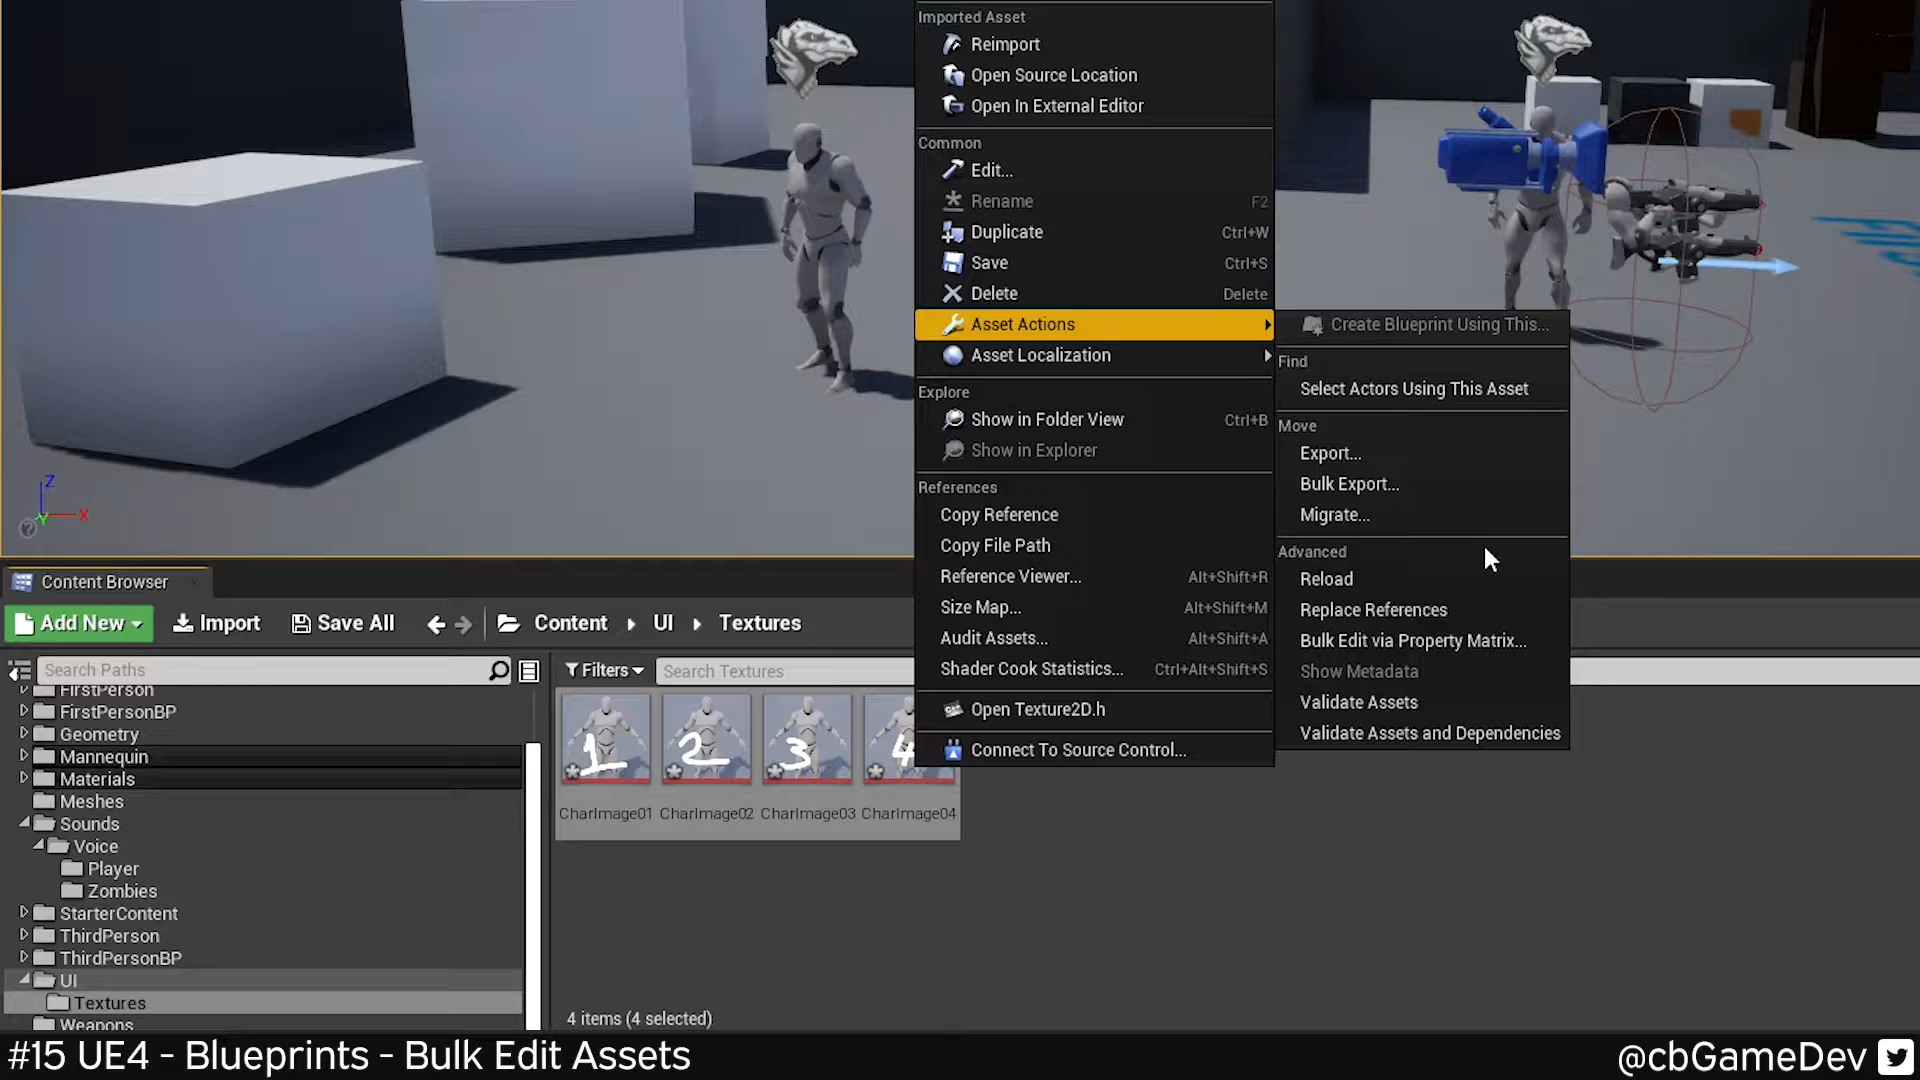 Imported Asset
Reimport
Open Source Location
Open In External Editor
Common
Edit...
Rename F2
Duplicate Ctrl+W
Save Ctrl+S
Delete Delete
Asset Actions
Asset Localization
Explore
Show in Folder View Ctrl+B
Show in Explorer
References
Copy Reference
Copy File Path
Reference Viewer... Alt+Shift+R
Size Map... Alt+Shift+M
Audit Assets... Alt+Shift+A
Shader Cook Statistics... Ctrl+Alt+Shift+S
Open Texture2D.h
Connect To Source Control...
Create Blueprint Using This...
Find
Select Actors Using This Asset
Move
Export...
Bulk Export...
Migrate...
Advanced
Reload
Replace References
Bulk Edit via Property Matrix...
Show Metadata
Validate Assets
Validate Assets and Dependencies
Z
X
Y
?
Content Browser
Add New Import Save All Content UI Textures
Search Paths
Filters Search Textures
FirstPerson
FirstPersonBP
Geometry
Mannequin
Materials
Meshes
Sounds
Voice
Player
Zombies
StarterContent
ThirdPerson
ThirdPersonBP
UI
Textures
Weapons
1 2 3 4
CharImage01 CharImage02 CharImage03 CharImage04
4 items (4 selected)
#15 UE4 - Blueprints - Bulk Edit Assets
@cbGameDev